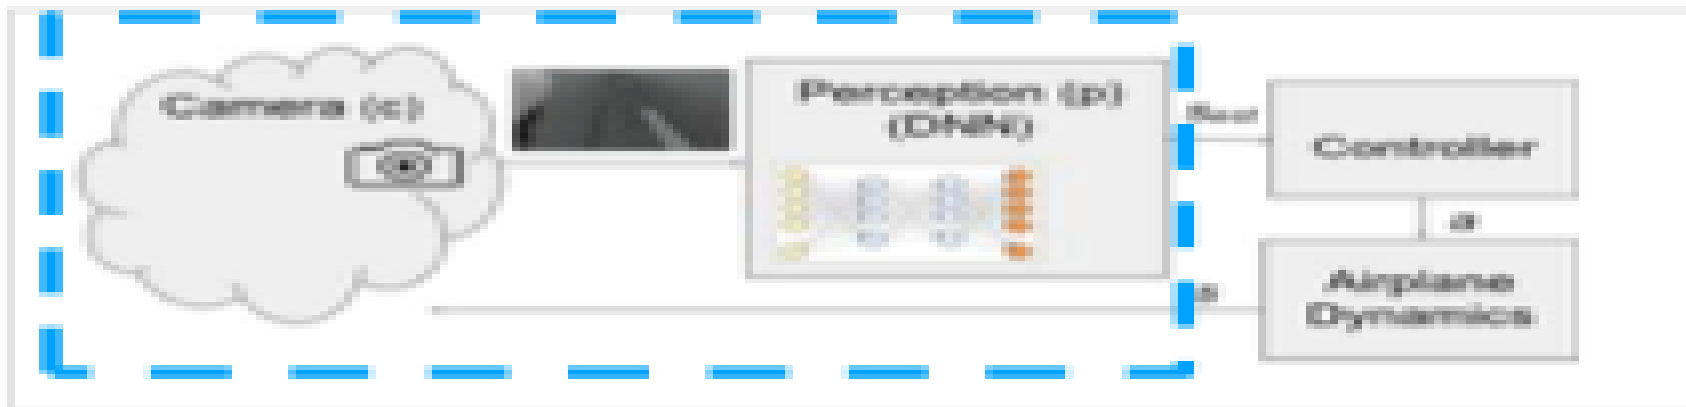 Camera (c)
Perception (p)
(DNN)
Controller
a
Airplane
Dynamics